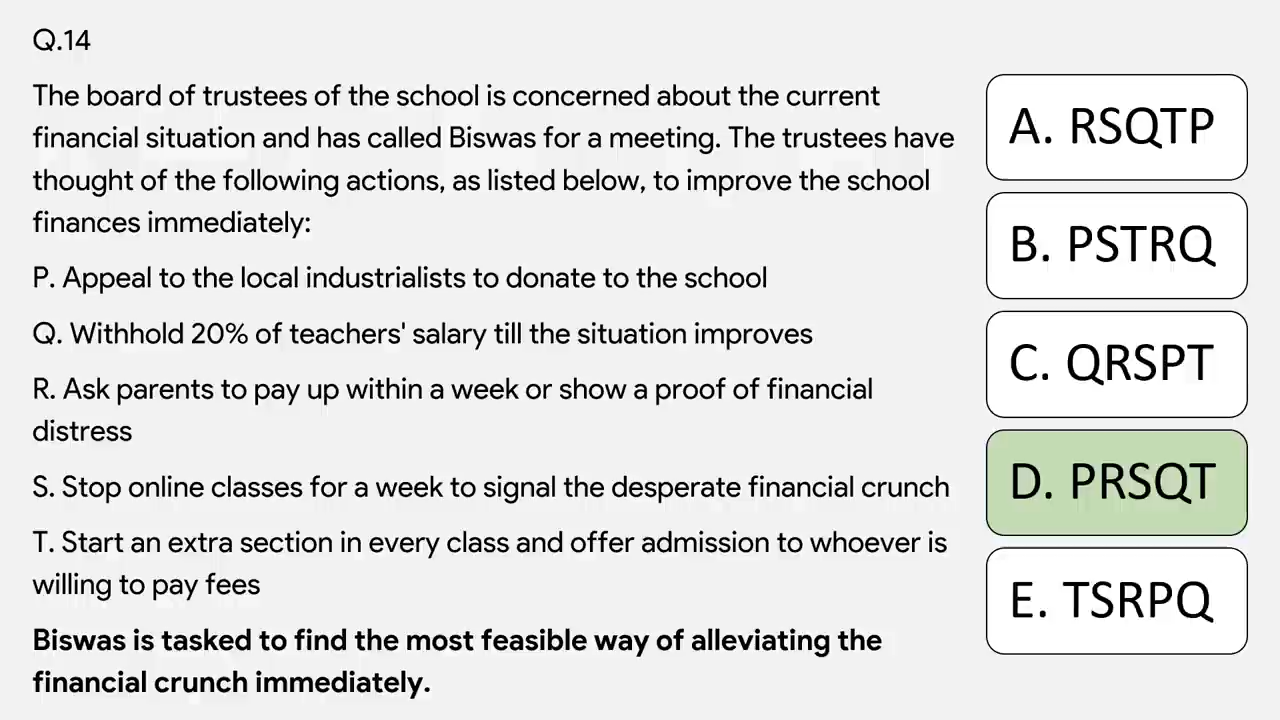 Q.14
The board of trustees of the school is concerned about the current
financial situation and has called Biswas for a meeting. The trustees have
thought of the following actions, as listed below, to improve the school
finances immediately:
P. Appeal to the local industrialists to donate to the school
Q. Withhold 20% of teachers' salary till the situation improves
R. Ask parents to pay up within a week or show a proof of financial
distress
S. Stop online classes for a week to signal the desperate financial crunch
T. Start an extra section in every class and offer admission to whoever is
willing to pay fees
Biswas is tasked to find the most feasible way of alleviating the
financial crunch immediately.
A. RSQTP
B. PSTRQ
C. QRSPT
D. PRSQT
E. TSRPQ